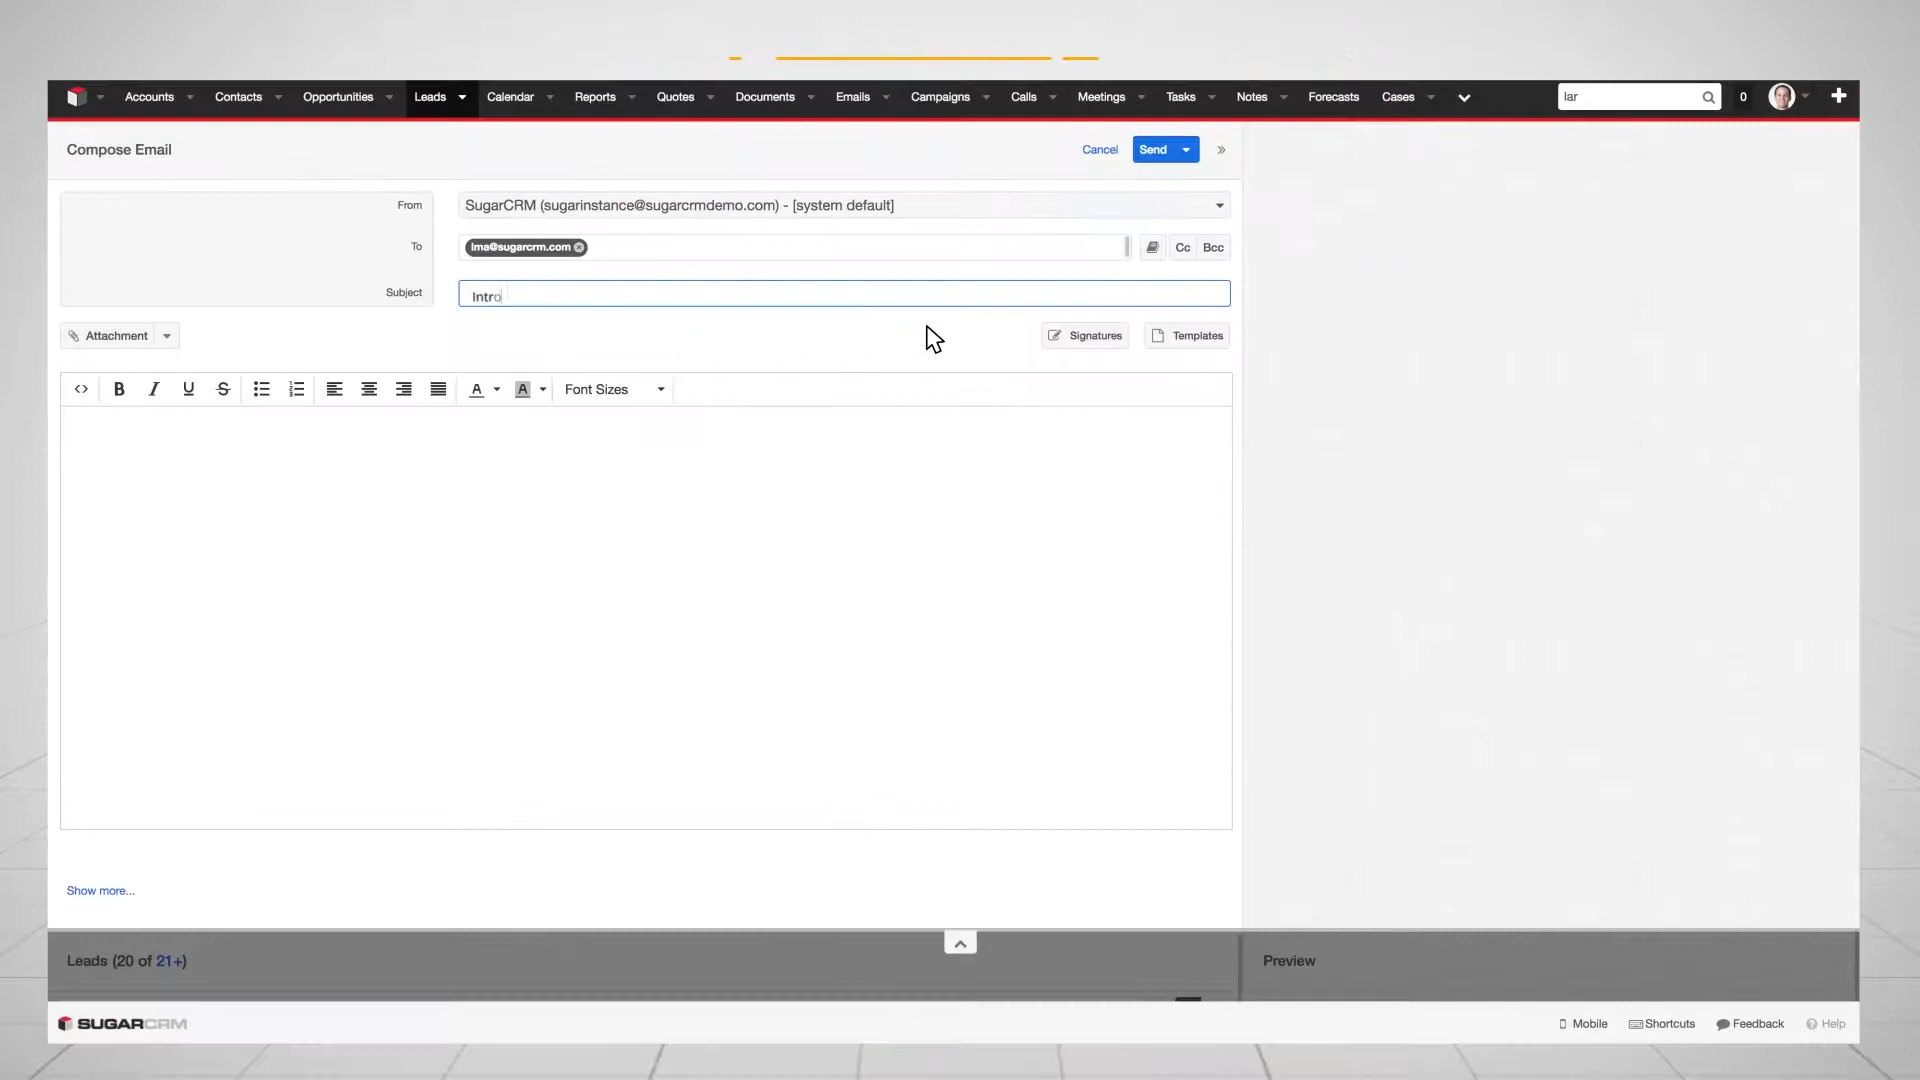 Accounts Contacts Opportunities Leads Calendar Reports Quotes Documents Emails Campaigns Calls Meetings Tasks Notes Forecasts Cases lar 0
Compose Email Cancel Send
From SugarCRM (sugarinstance@sugarcrmdemo.com) - [system default]
To lma@sugarcrm.com Cc Bcc
Subject Intro
Attachment Signatures Templates
B I U S A A Font Sizes
Show more...
Leads (20 of 21+) Preview
SUGARCRM Mobile Shortcuts Feedback Help